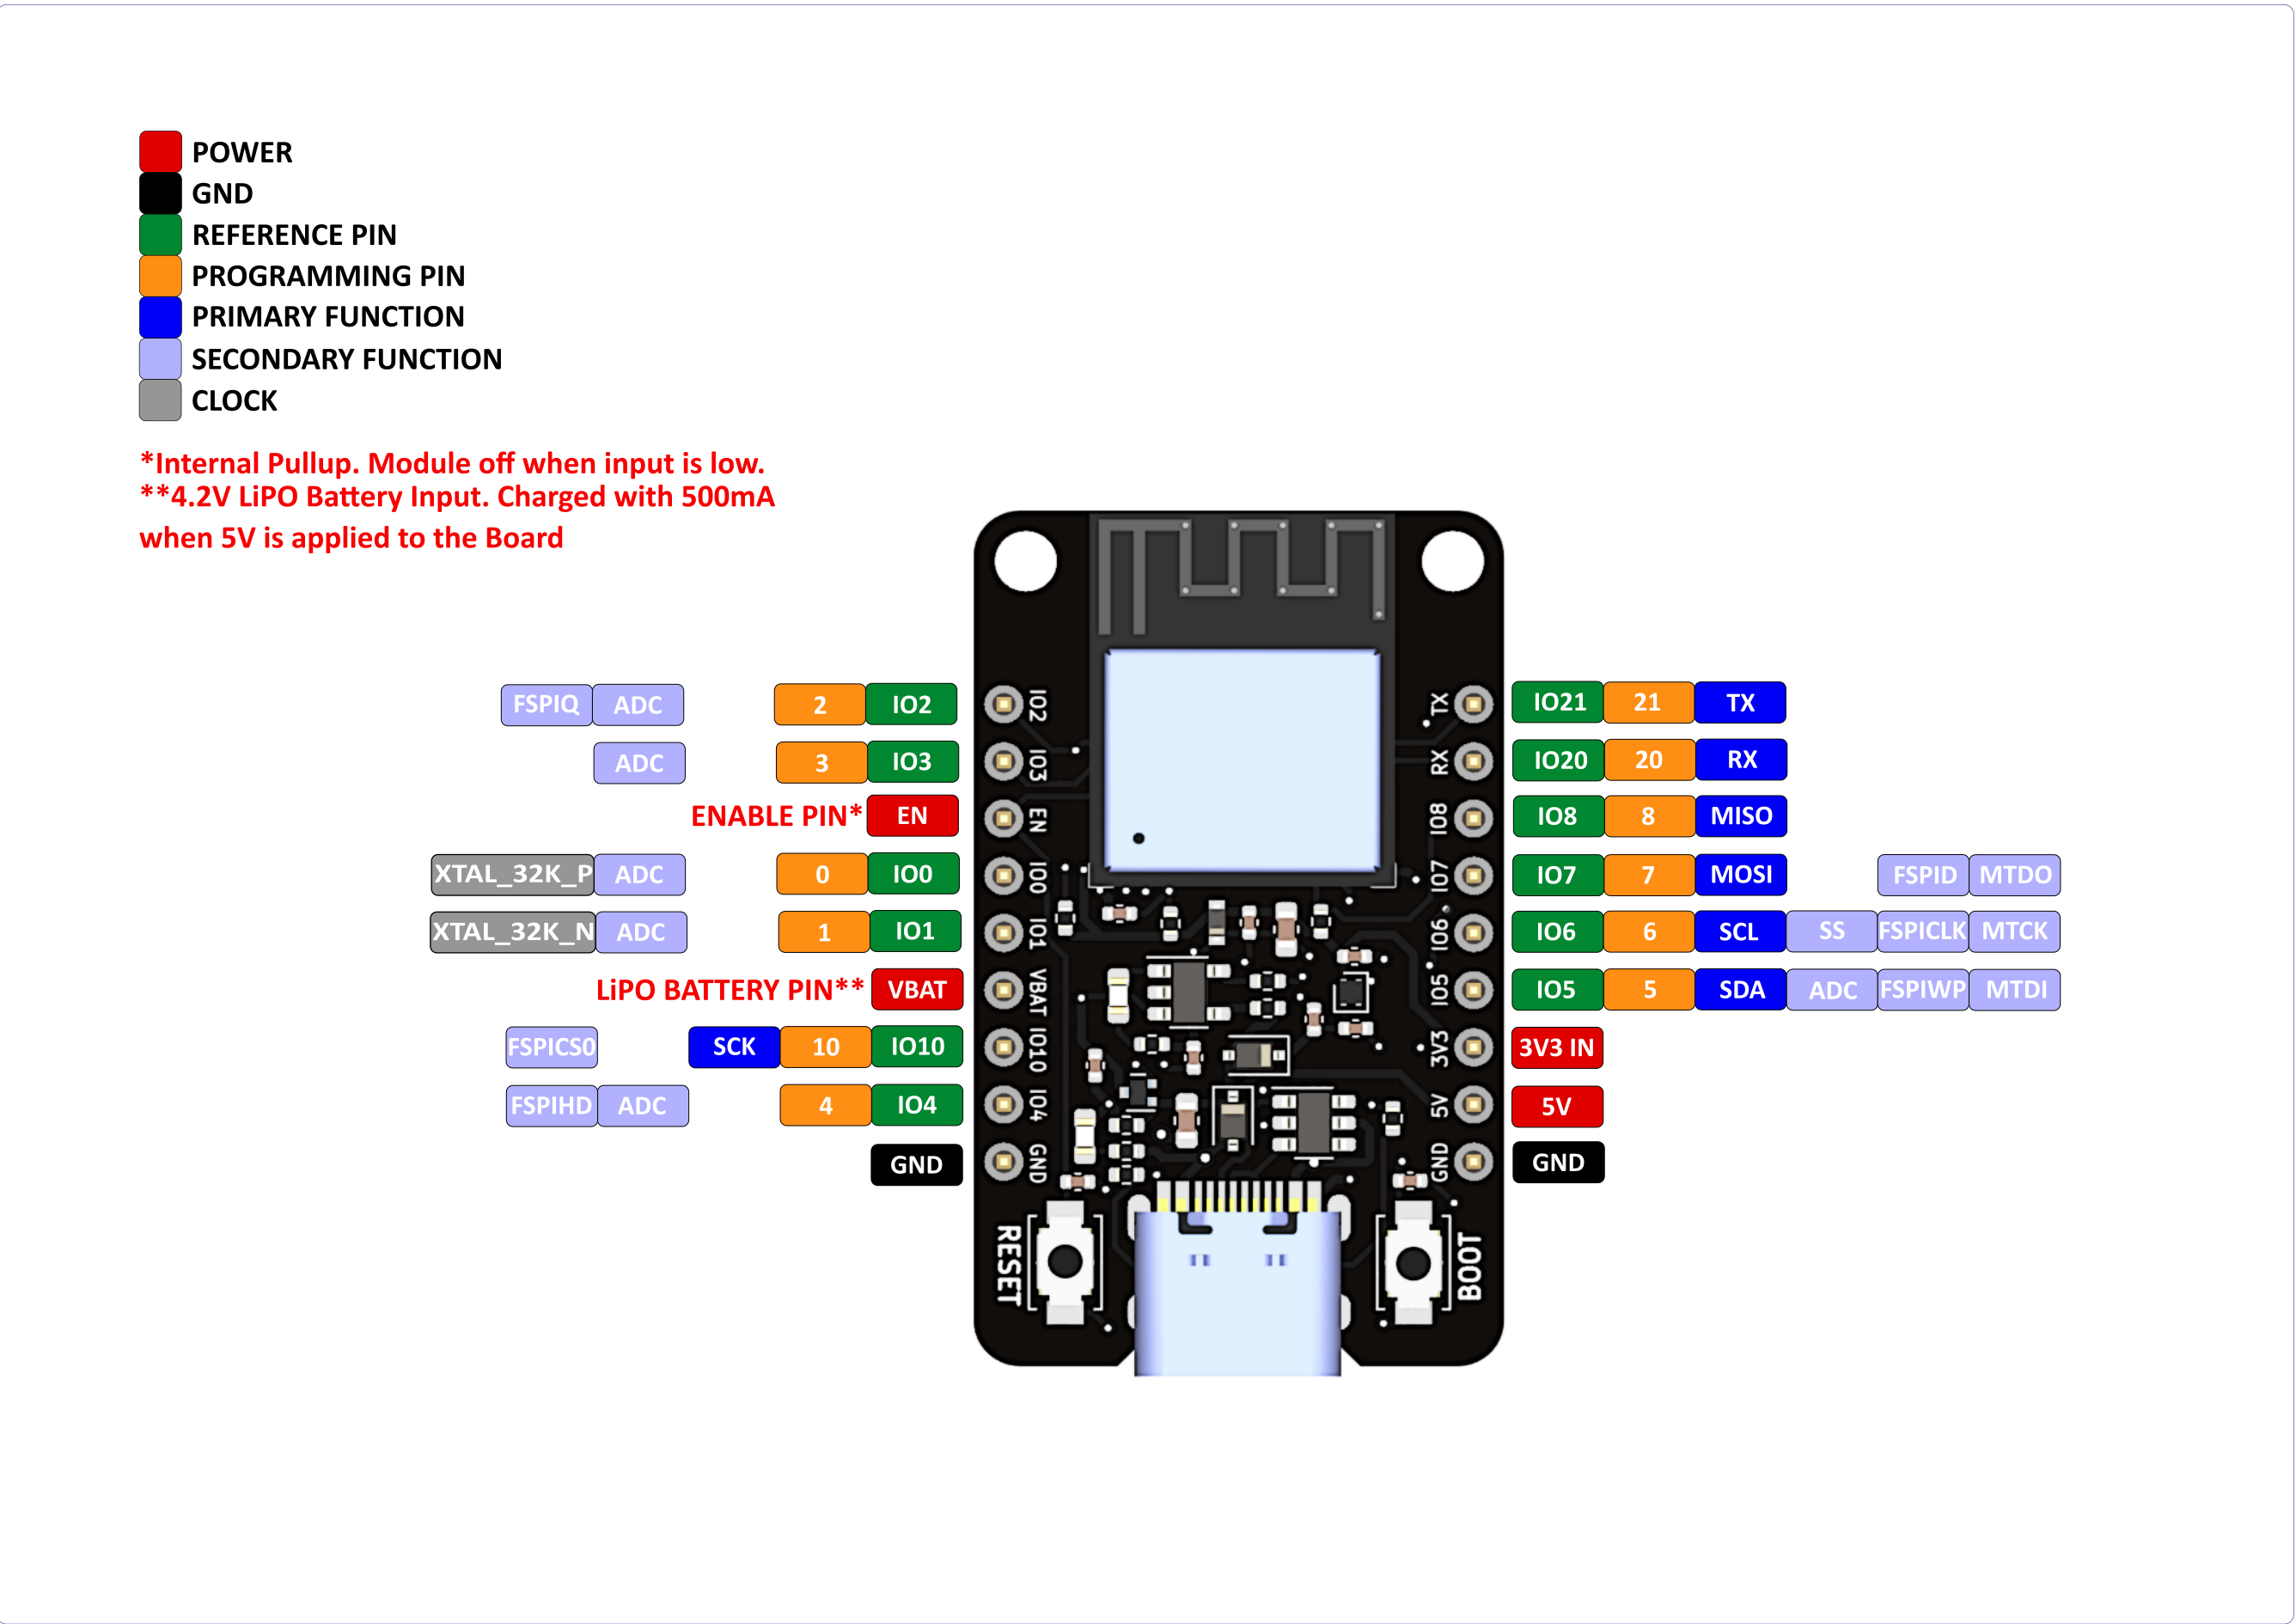 POWER
GND
REFERENCE PIN
PROGRAMMING PIN
PRIMARY FUNCTION
SECONDARY FUNCTION
CLOCK
*Internal Pullup. Module off when input is low.
**4.2V LiPO Battery Input. Charged with 500mA
when 5V is applied to the Board
FSPIQ ADC 2 IO2
ADC 3 IO3
ENABLE PIN* EN
XTAL_32K_P ADC 0 IO0
XTAL_32K_N ADC 1 IO1
LiPO BATTERY PIN** VBAT
FSPICS0 SCK 10 IO10
FSPIHD ADC 4 IO4
GND
IO2
IO3
EN
IO0
IO1
VBAT
IO10
IO4
GND
RESET
TX
RX
IO8
IO7
IO6
IO5
3V3
5V
GND
BOOT
IO21 21 TX
IO20 20 RX
IO8 8 MISO
IO7 7 MOSI FSPID MTDO
IO6 6 SCL SS FSPICLK MTCK
IO5 5 SDA ADC FSPIWP MTDI
3V3 IN
5V
GND